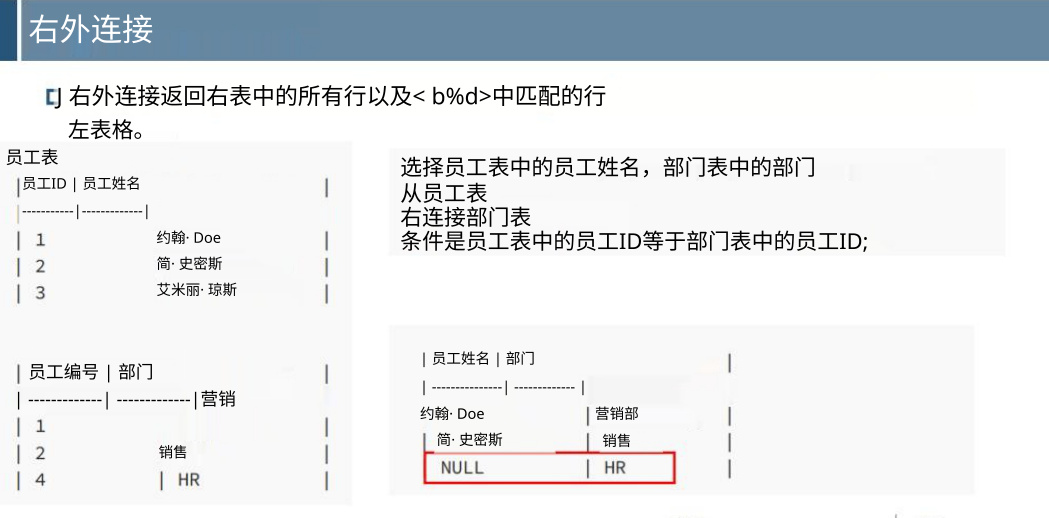 右外连接
右外连接返回右表中的所有行以及< b%d>中匹配的行
左表格。
员工表
|员工ID | 员工姓名 |
|-----------|-------------|
| 1 约翰· Doe |
| 2 简· 史密斯 |
| 3 艾米丽· 琼斯 |
| 员工编号 | 部门 |
| -------------| -------------|营销
| 1 |
| 2 销售 |
| 4 | HR |
选择员工表中的员工姓名，部门表中的部门
从员工表
右连接部门表
条件是员工表中的员工ID等于部门表中的员工ID;
| 员工姓名 | 部门 |
| ---------------| ------------- |
约翰· Doe | 营销部 |
| 简· 史密斯 | 销售 |
NULL | HR |